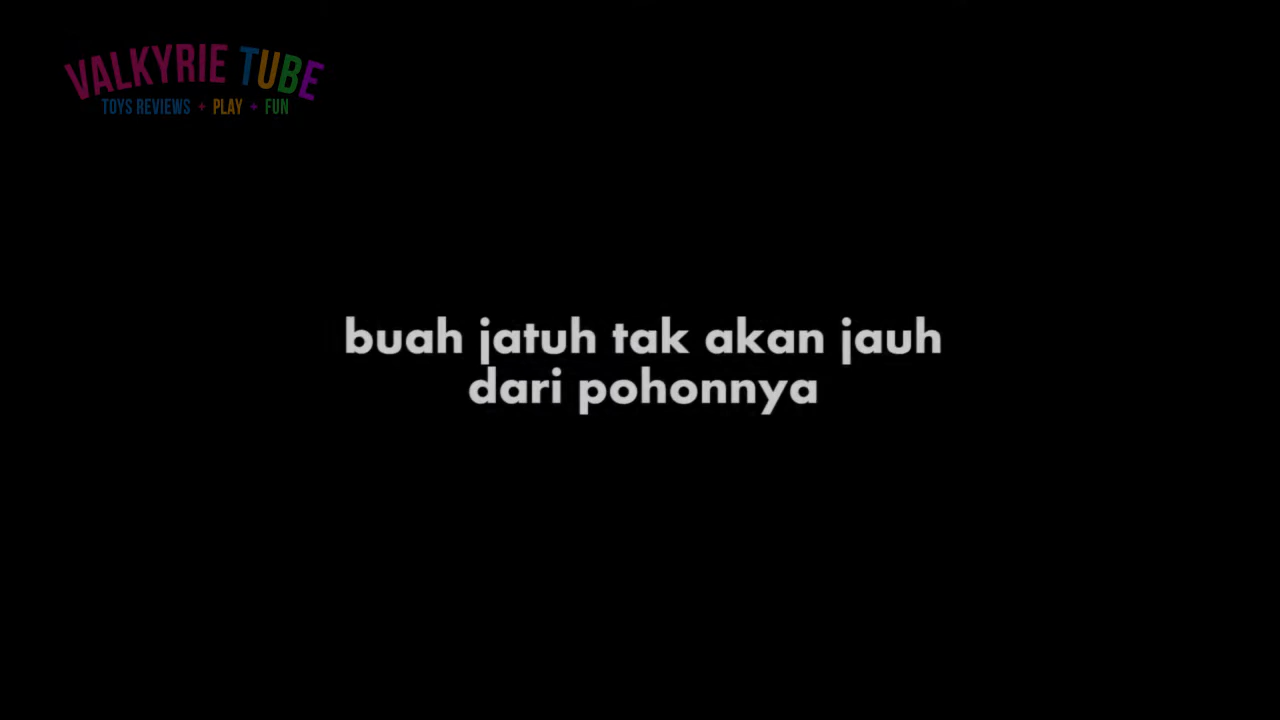 VALKYRIE TUBE
TOYS REVIEWS + PLAY + FUN
buah jatuh tak akan jauh
dari pohonnya